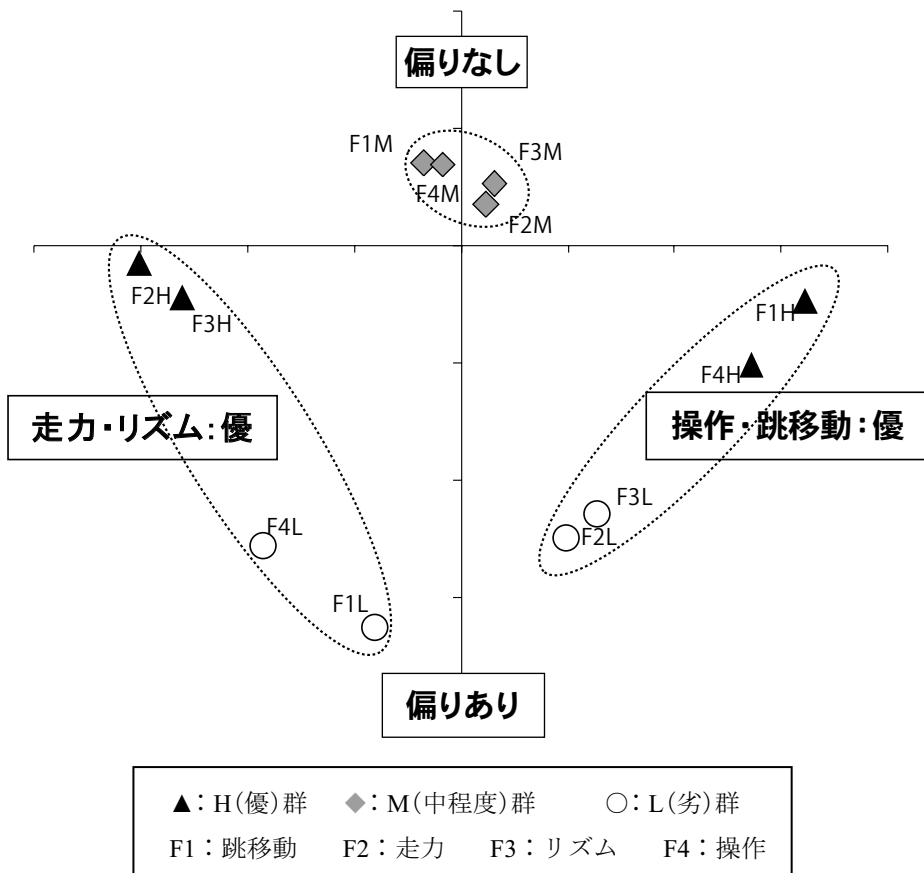 偏りなし
F1M
F3M
F4M
F2M
F2H
F3H
F1H
F4H
走力・リズム：優
操作・跳移動：優
F4L
F3L
F2L
F1L
偏りあり
▲：H（優）群 ◆：M（中程度）群 ○：L（劣）群
F1：跳移動 F2：走力 F3：リズム F4：操作